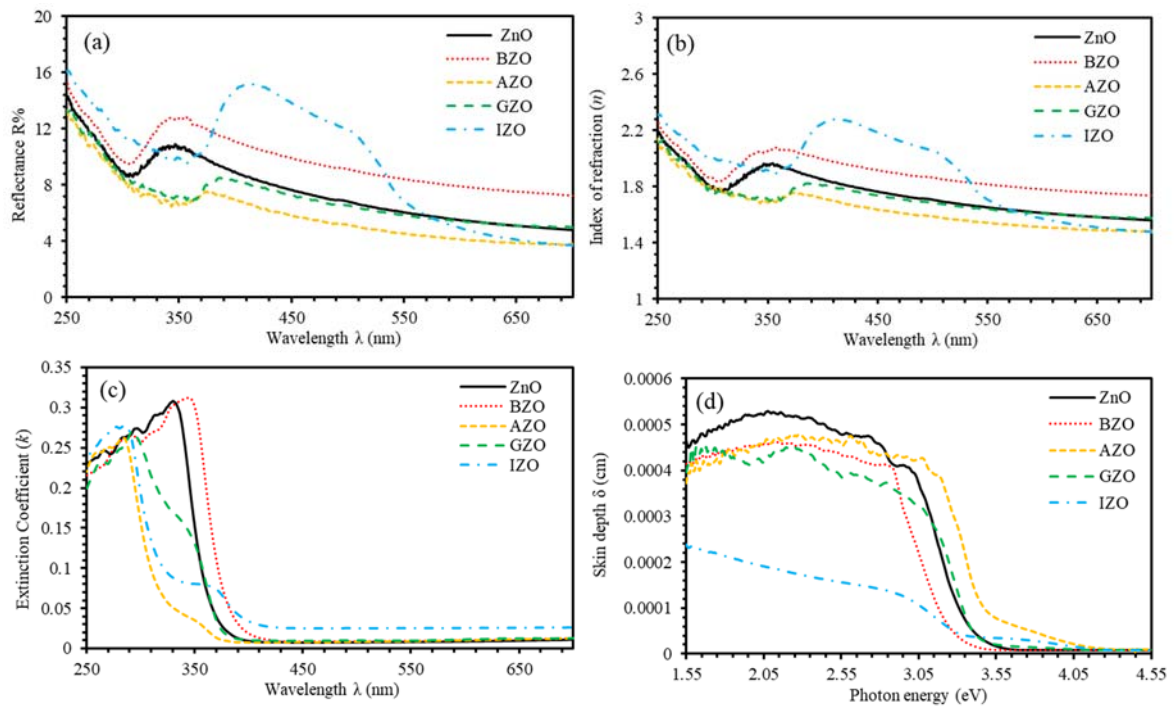 (a)
Reflectance R%
20
16
12
8
4
0
250
350
450
550
650
Wavelength λ (nm)
ZnO
BZO
AZO
GZO
IZO
(b)
Index of refraction (n)
3
2.6
2.2
1.8
1.4
1
250
350
450
550
650
Wavelength λ (nm)
ZnO
BZO
AZO
GZO
IZO
(c)
Extinction Coefficient (k)
0.35
0.3
0.25
0.2
0.15
0.1
0.05
0
250
350
450
550
650
Wavelength λ (nm)
ZnO
BZO
AZO
GZO
IZO
(d)
Skin depth δ (cm)
0.0006
0.0005
0.0004
0.0003
0.0002
0.0001
0
1.55
2.05
2.55
3.05
3.55
4.05
4.55
Photon energy (eV)
ZnO
BZO
AZO
GZO
IZO